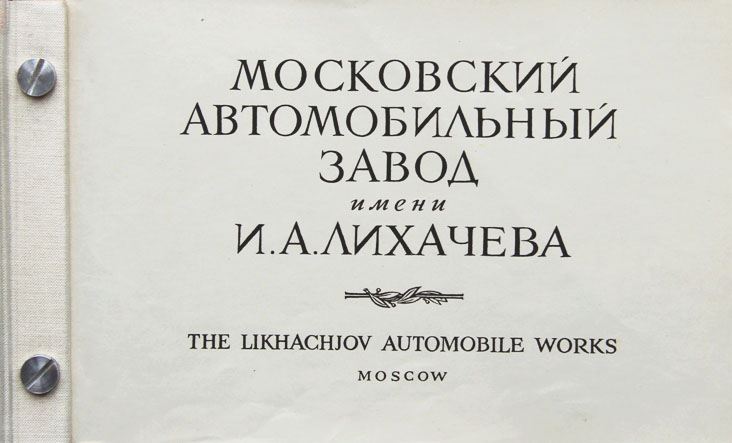 МОСКОВСКИЙ
АВТОМОБИЛЬНЫЙ
ЗАВОД
имени
И.А.ЛИХАЧЕВА
THE LIKHACHJOV AUTOMOBILE WORKS
MOSCOW